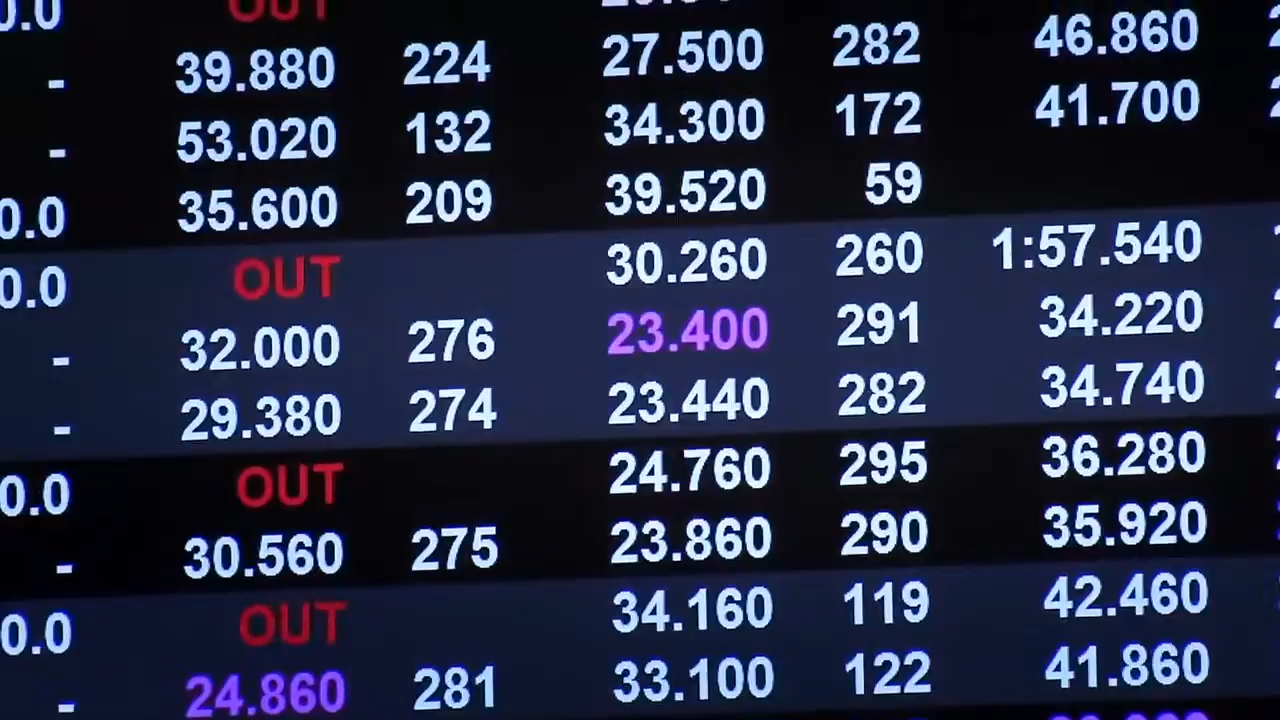 0.0 OUT
- 39.880 224 27.500 282 46.860
- 53.020 132 34.300 172 41.700
0.0 35.600 209 39.520 59
0.0 OUT 30.260 260 1:57.540
- 32.000 276 23.400 291 34.220
- 29.380 274 23.440 282 34.740
0.0 OUT 24.760 295 36.280
- 30.560 275 23.860 290 35.920
0.0 OUT 34.160 119 42.460
- 24.860 281 33.100 122 41.860